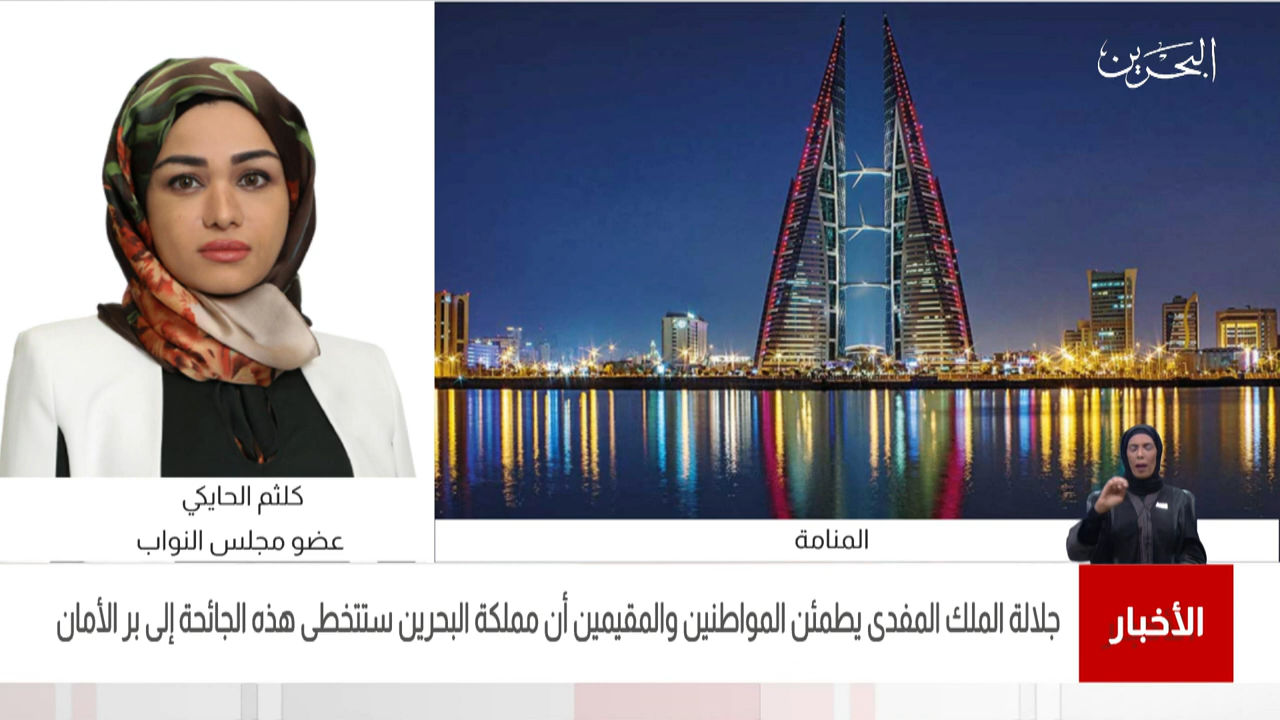 البحرين
كلثم الحايكي
عضو مجلس النواب
المنامة
الأخبار
جلالة الملك المفدى يطمئن المواطنين والمقيمين أن مملكة البحرين ستتخطى هذه الجائحة إلى بر الأمان